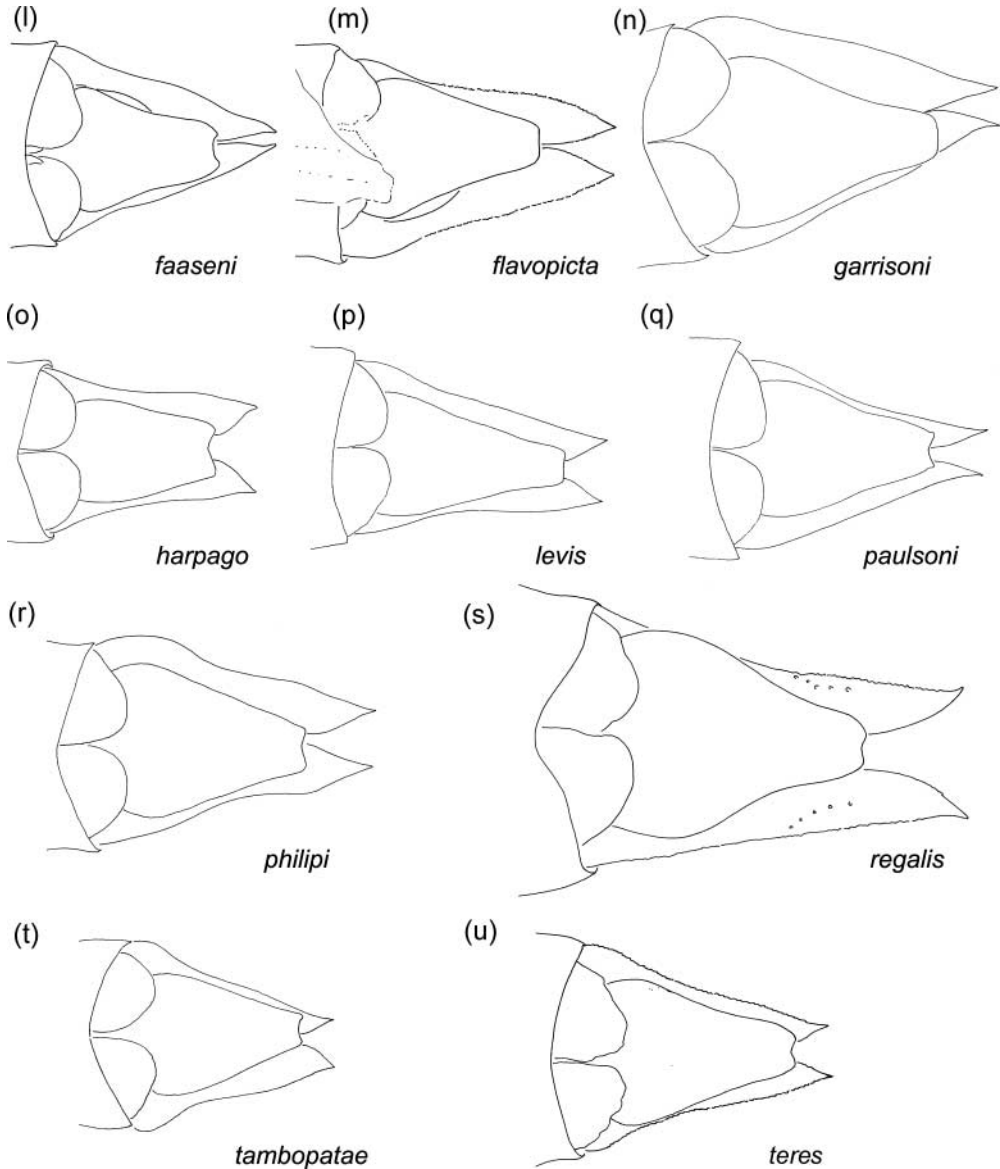 (l)
(m)
(n)
faaseni
flavopicta
garrisoni
(o)
(p)
(q)
harpago
levis
paulsoni
(r)
(s)
philipi
regalis
(t)
(u)
tambopatae
teres